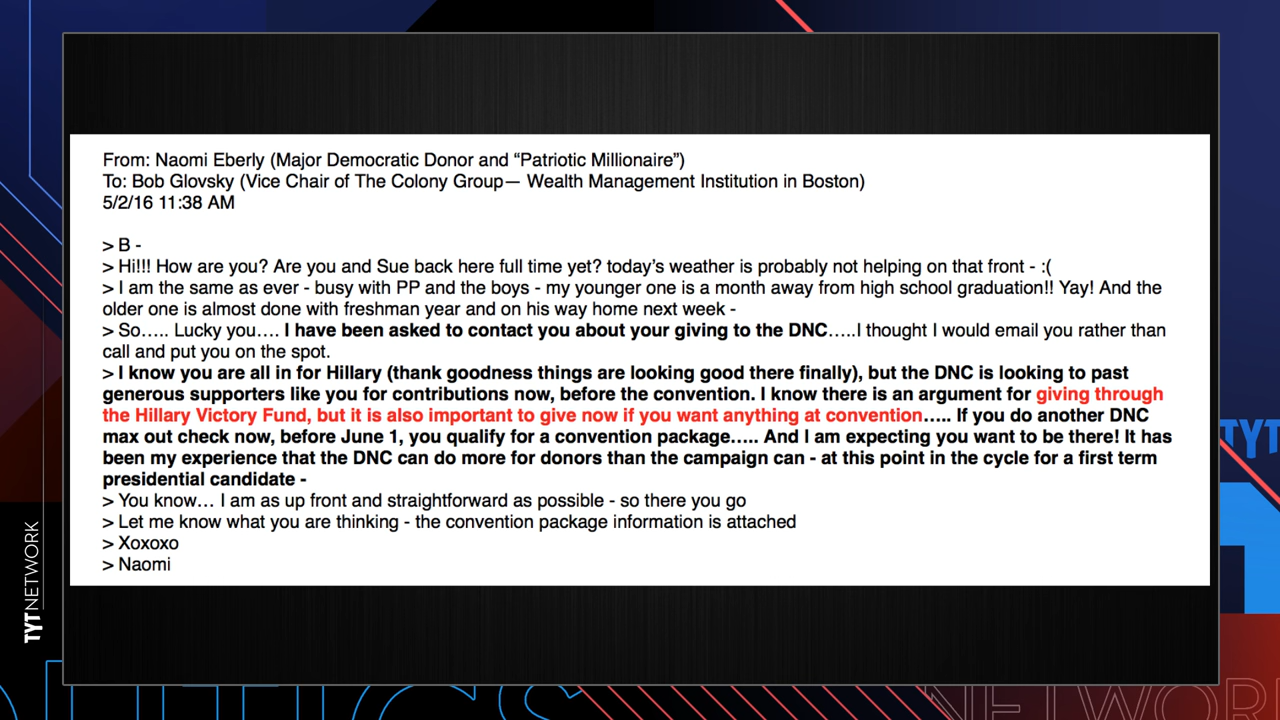 From: Naomi Eberly (Major Democratic Donor and “Patriotic Millionaire”)
To: Bob Glovsky (Vice Chair of The Colony Group— Wealth Management Institution in Boston)
5/2/16 11:38 AM
> B -
> Hi!!! How are you? Are you and Sue back here full time yet? today’s weather is probably not helping on that front - :(
> I am the same as ever - busy with PP and the boys - my younger one is a month away from high school graduation!! Yay! And the
older one is almost done with freshman year and on his way home next week -
> So….. Lucky you…. I have been asked to contact you about your giving to the DNC…..I thought I would email you rather than
call and put you on the spot.
> I know you are all in for Hillary (thank goodness things are looking good there finally), but the DNC is looking to past
generous supporters like you for contributions now, before the convention. I know there is an argument for giving through
the Hillary Victory Fund, but it is also important to give now if you want anything at convention….. If you do another DNC
max out check now, before June 1, you qualify for a convention package….. And I am expecting you want to be there! It has
been my experience that the DNC can do more for donors than the campaign can - at this point in the cycle for a first term
presidential candidate -
> You know… I am as up front and straightforward as possible - so there you go
> Let me know what you are thinking - the convention package information is attached
> Xoxoxo
> Naomi
TYT NETWORK
TYT
NETWOR